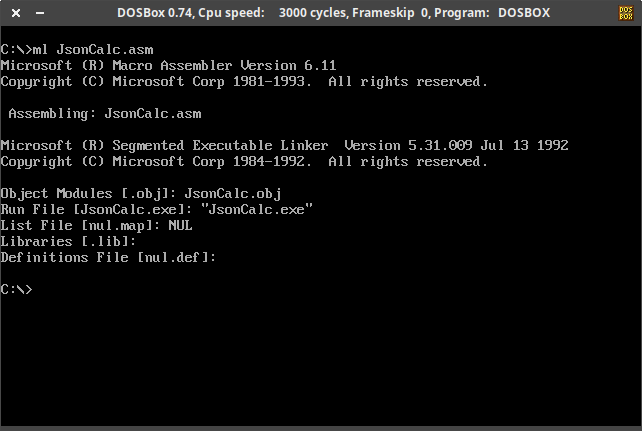 DOSBox 0.74, Cpu speed:    3000 cycles, Frameskip  0, Program:   DOSBOX
DOS
BOX
C:\>ml JsonCalc.asm
Microsoft (R) Macro Assembler Version 6.11
Copyright (C) Microsoft Corp 1981-1993.  All rights reserved.
 Assembling: JsonCalc.asm
Microsoft (R) Segmented Executable Linker  Version 5.31.009 Jul 13 1992
Copyright (C) Microsoft Corp 1984-1992.  All rights reserved.
Object Modules [.obj]: JsonCalc.obj
Run File [JsonCalc.exe]: "JsonCalc.exe"
List File [nul.map]: NUL
Libraries [.lib]:
Definitions File [nul.def]:
C:\>